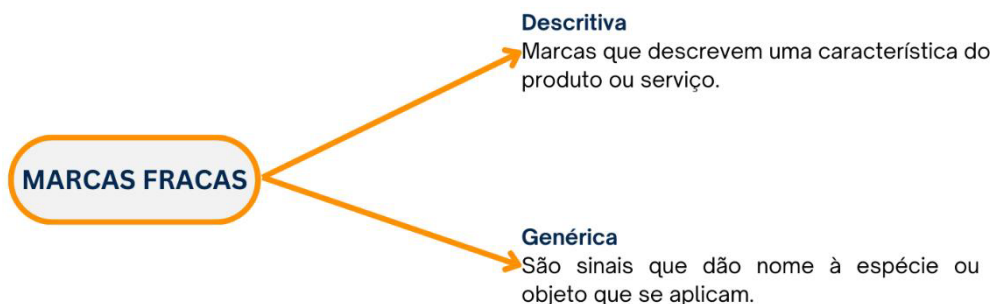 Descritiva
Marcas que descrevem uma característica do
produto ou serviço.
MARCAS FRACAS
Genérica
São sinais que dão nome à espécie ou
objeto que se aplicam.